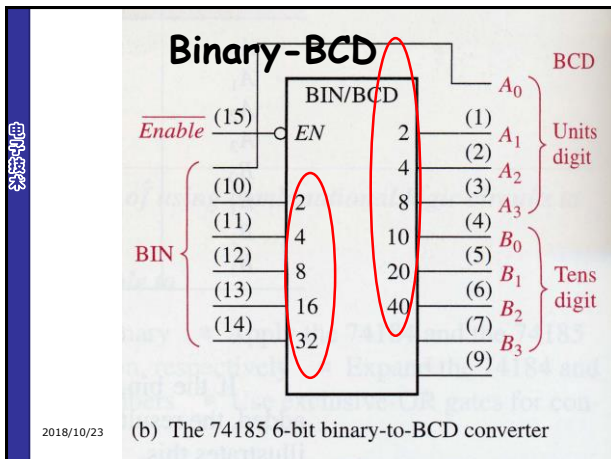 Binary-BCD
BCD
BIN/BCD
A₀
Enable
(15)
EN
2
(1)
A₁
Units
digit
4
(2)
A₂
(10)
2
8
(3)
A₃
(11)
4
10
(4)
B₀
BIN
(12)
8
20
(5)
B₁
Tens
digit
(13)
16
40
(6)
B₂
(14)
32
(7)
B₃
(9)
电子技术
2018/10/23
(b) The 74185 6-bit binary-to-BCD converter